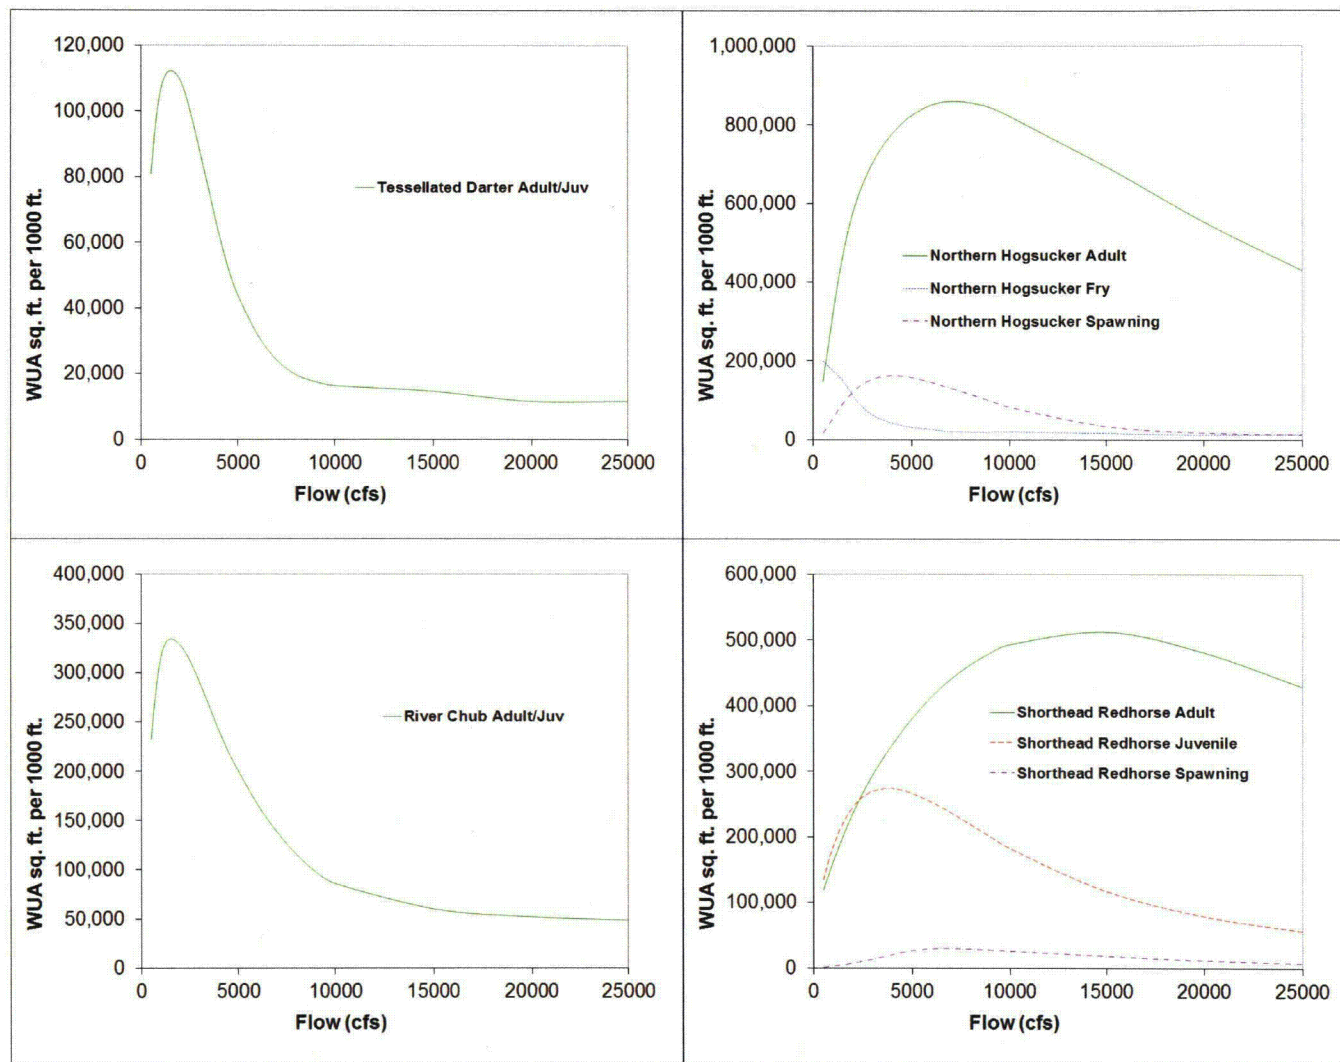 120,000
100,000
80,000
60,000
40,000
20,000
0
WUA sq. ft. per 1000 ft.
Tessellated Darter Adult/Juv
0 5000 10000 15000 20000 25000
Flow (cfs)
1,000,000
800,000
600,000
400,000
200,000
0
WUA sq. ft. per 1000 ft.
Northern Hogsucker Adult
Northern Hogsucker Fry
Northern Hogsucker Spawning
0 5000 10000 15000 20000 25000
Flow (cfs)
400,000
350,000
300,000
250,000
200,000
150,000
100,000
50,000
0
WUA sq. ft. per 1000 ft.
River Chub Adult/Juv
0 5000 10000 15000 20000 25000
Flow (cfs)
600,000
500,000
400,000
300,000
200,000
100,000
0
WUA sq. ft. per 1000 ft.
Shorthead Redhorse Adult
Shorthead Redhorse Juvenile
Shorthead Redhorse Spawning
0 5000 10000 15000 20000 25000
Flow (cfs)